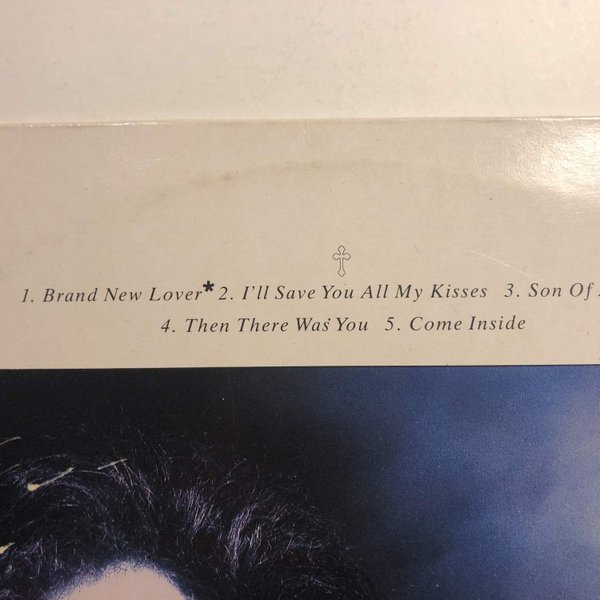 1. Brand New Lover* 2. I'll Save You All My Kisses 3. Son Of
4. Then There Was You 5. Come Inside